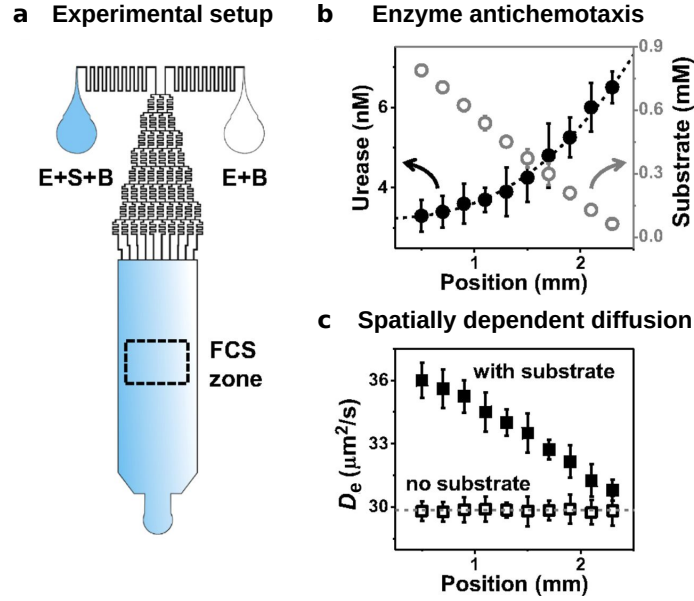 a Experimental setup
E+S+B
E+B
FCS
zone
b Enzyme antichemotaxis
Urease (nM)
6
4
0.9
0.6
0.3
0.0
Substrate (mM)
1 2
Position (mm)
c Spatially dependent diffusion
Dₑ (μm²/s)
36
33
30
with substrate
no substrate
1 2
Position (mm)